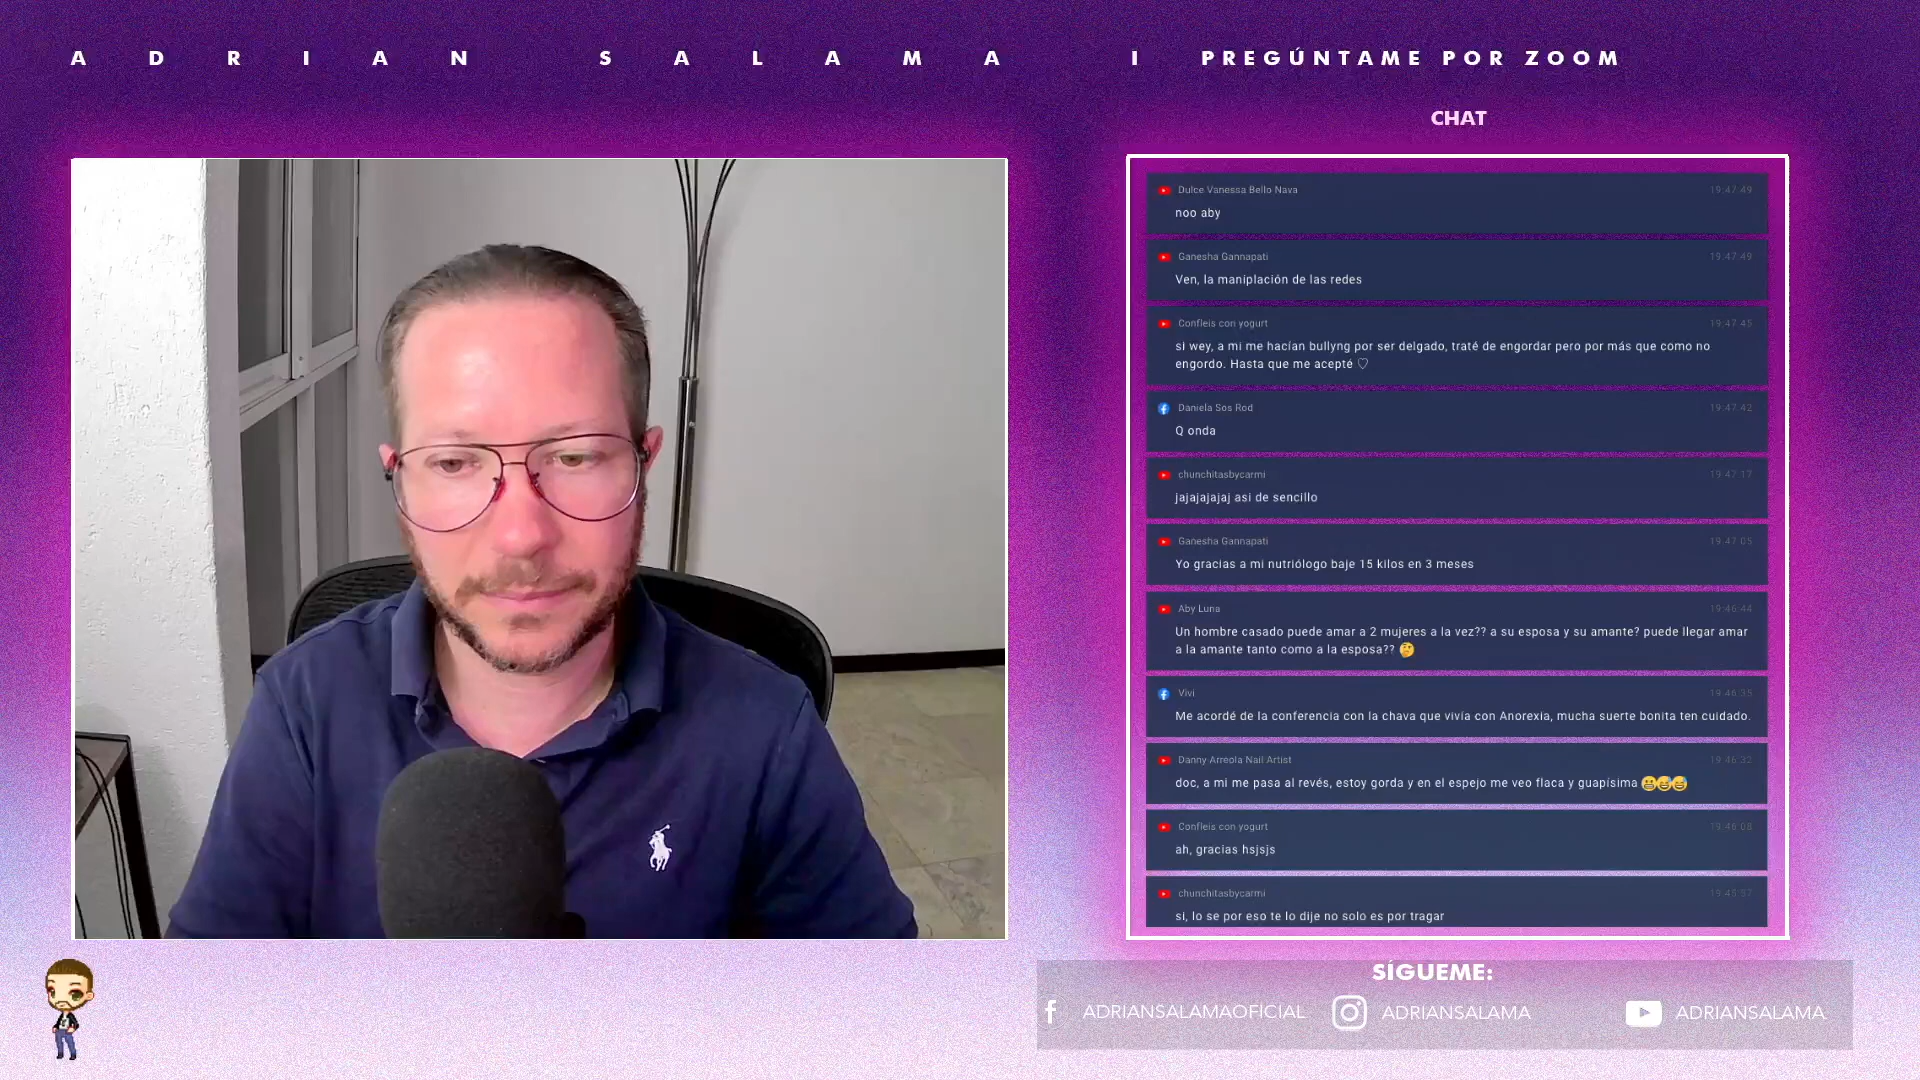 ADRIAN SALAMA I PREGÚNTAME POR ZOOM
CHAT
Dulce Vanessa Bello Nava 19:47:49
noo aby
Ganesha Gannapati 19:47:49
Ven, la maniplación de las redes
Confleis con yogurt 19:47:45
si wey, a mi me hacían bullyng por ser delgado, traté de engordar pero por más que como no
engordo. Hasta que me acepté ♡
Daniela Sos Rod 19:47:42
Q onda
chunchitasbycarmi 19:47:17
jajajajajaj asi de sencillo
Ganesha Gannapati 19:47:05
Yo gracias a mi nutriólogo baje 15 kilos en 3 meses
Aby Luna 19:46:44
Un hombre casado puede amar a 2 mujeres a la vez?? a su esposa y su amante? puede llegar amar
a la amante tanto como a la esposa?? 🤔
Vivi 19:46:35
Me acordé de la conferencia con la chava que vivía con Anorexia, mucha suerte bonita ten cuidado.
Danny Arreola Nail Artist 19:46:32
doc, a mi me pasa al revés, estoy gorda y en el espejo me veo flaca y guapísima 😬😅😅
Confleis con yogurt 19:46:08
ah, gracias hsjsjs
chunchitasbycarmi 19:45:57
si, lo se por eso te lo dije no solo es por tragar
SÍGUEME:
ADRIANSALAMAOFICIAL ADRIANSALAMA ADRIANSALAMA